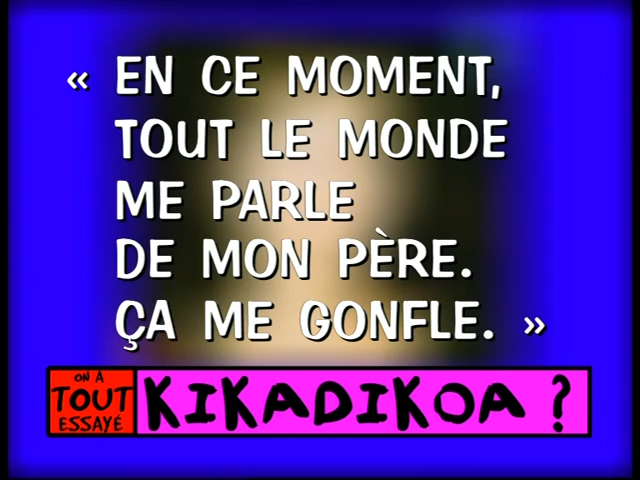 « EN CE MOMENT,
TOUT LE MONDE
ME PARLE
DE MON PÈRE.
ÇA ME GONFLE. »
ON A
TOUT
ESSAYÉ
KIKADIKOA ?